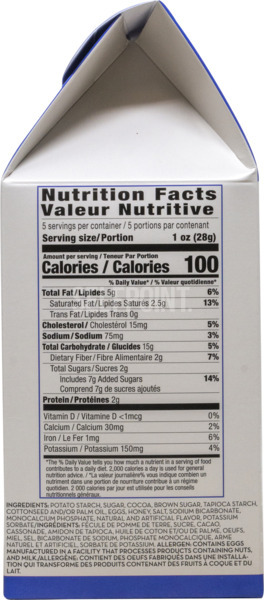 Nutrition Facts
Valeur Nutritive
5 servings per container / 5 portions par contenant
Serving size/Portion 1 oz (28g)
Amount per serving / Teneur Par Portion
Calories / Calories 100
% Daily Value* / % Valeur quotidienne*
Total Fat/Lipides 5g 6%
Saturated Fat/Lipides Saturés 2.5g 13%
Trans Fat/Lipides Trans 0g
Cholesterol / Cholestérol 15mg 5%
Sodium / Sodium 75mg 3%
Total Carbohydrate / Glucides 15g 5%
Dietary Fiber / Fibre Alimentaire 2g 7%
Total Sugars / Sucres 2g
Includes 7g Added Sugars 14%
Comprend 7g de sucres ajoutés
Protein/Protéines 2g
Vitamin D / Vitamine D <1mcg 0%
Calcium / Calcium 30mg 2%
Iron / Le Fer 1mg 6%
Potassium / Potassium 150mg 4%
*The % Daily Value tells you how much a nutrient in a serving of food
contributes to a daily diet. 2,000 calories a day is used for general
nutrition advice. / *La valeur journalière% vous indique combien un
nutriment dans une portion de nourriture contribue à un régime
quotidien. 2 000 calories par jour est utilisée pour les conseils
nutritionnels généraux.
INGREDIENTS: POTATO STARCH, SUGAR, COCOA, BROWN SUGAR, TAPIOCA STARCH,
COTTONSEED AND/OR PALM OIL, EGGS, HONEY, SALT, SODIUM BICARBONATE,
MONOCALCIUM PHOSPHATE, NATURAL AND ARTIFICIAL FLAVOR, POTASSIUM
SORBATE/INGRÉDIENTS: FÉCULE DE POMME DE TERRE, SUCRE, CACAO,
CASSONADE, AMIDON DE TAPIOCA, HUILE DE COTON ET/OU DE PALME, OEUFS,
MIEL, SEL, BICARBONATE DE SODIUM, PHOSPHATE MONOCALCIQUE, ARÔME
NATUREL ET ARTIFICIEL, SORBATE DE POTASSIUM. ALLERGEN: CONTAINS EGGS
MANUFACTURED IN A FACILITY THAT PROCESSES PRODUCTS CONTAINING NUTS,
AND MILK./ALLERGÈNE: CONTIENT DES OEUFS FABRIQUÉS DANS UNE INSTALLA-
TION QUI TRANSFORME DES PRODUITS CONTENANT DES FRUITS À COQUE ET DU
LAIT.